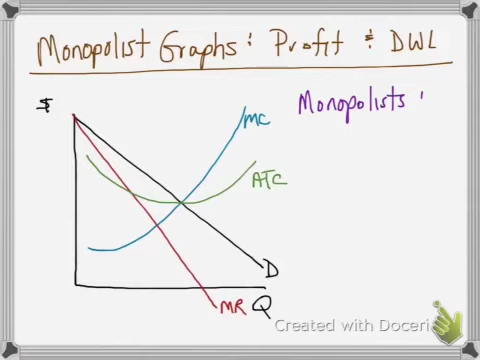 Monopolist Graphs: Profit & DWL
$
MC
Monopolists
ATC
D
MR Q
Created with Doceri